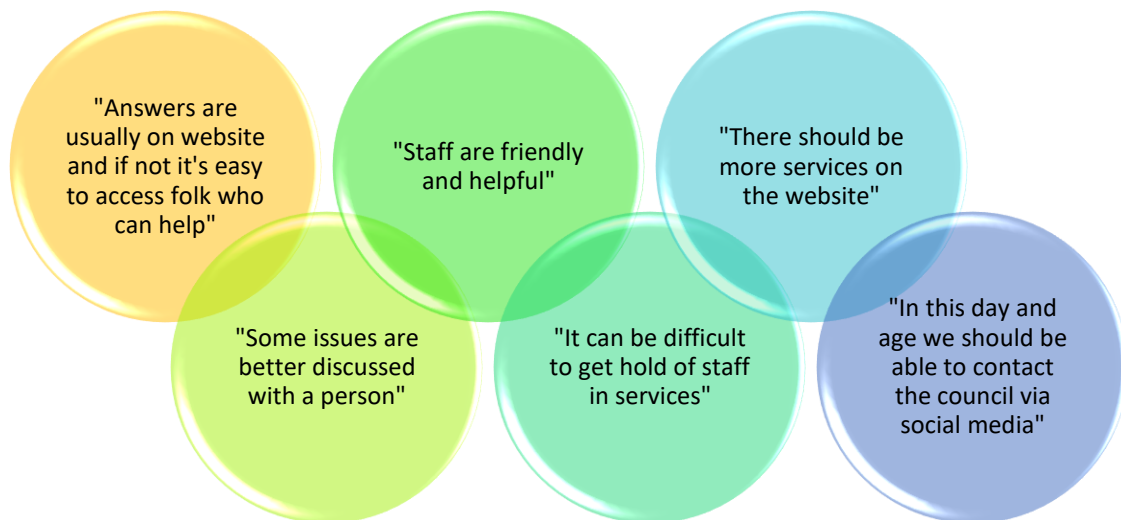 "Answers are
usually on website
and if not it's easy
to access folk who
can help"
"Some issues are
better discussed
with a person"
"Staff are friendly
and helpful"
"It can be difficult
to get hold of staff
in services"
"There should be
more services on
the website"
"In this day and
age we should be
able to contact
the council via
social media"